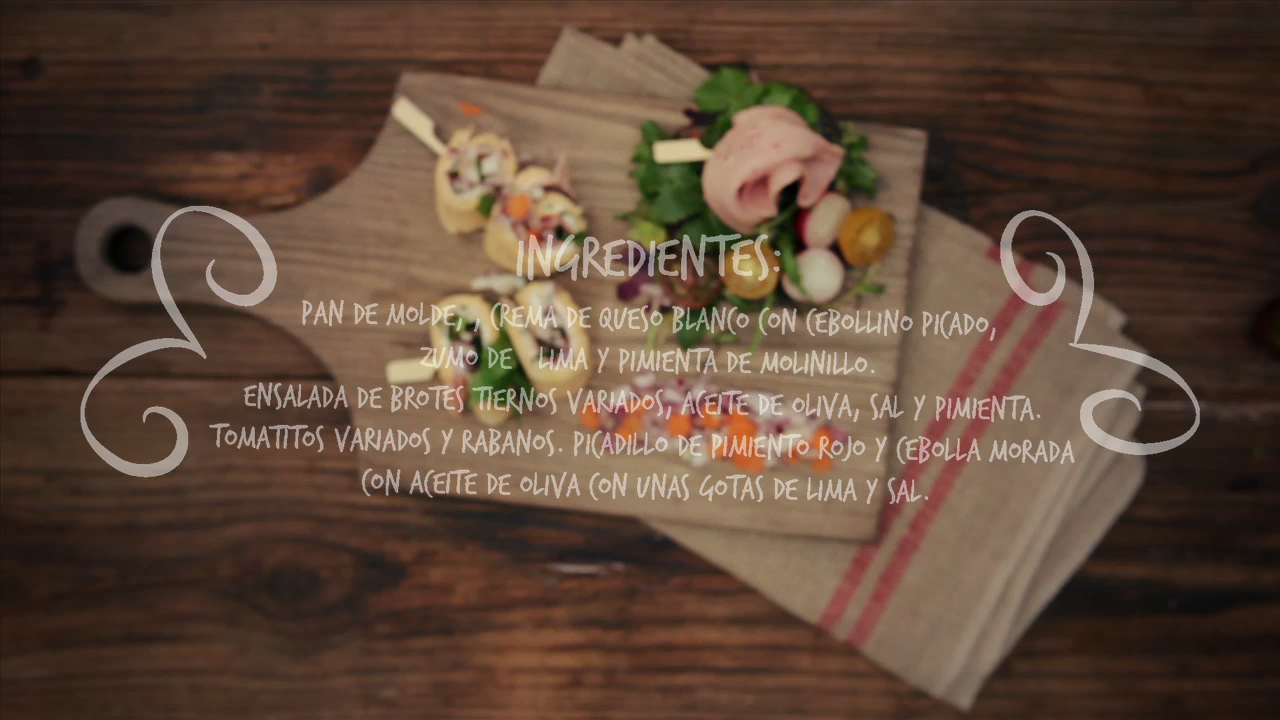 INGREDIENTES:
PAN DE MOLDE, , CREMA DE QUESO BLANCO CON CEBOLLINO PICADO,
ZUMO DE LIMA Y PIMIENTA DE MOLINILLO.
ENSALADA DE BROTES TIERNOS VARIADOS, ACEITE DE OLIVA, SAL Y PIMIENTA.
TOMATITOS VARIADOS Y RABANOS. PICADILLO DE PIMIENTO ROJO Y CEBOLLA MORADA
CON ACEITE DE OLIVA CON UNAS GOTAS DE LIMA Y SAL.